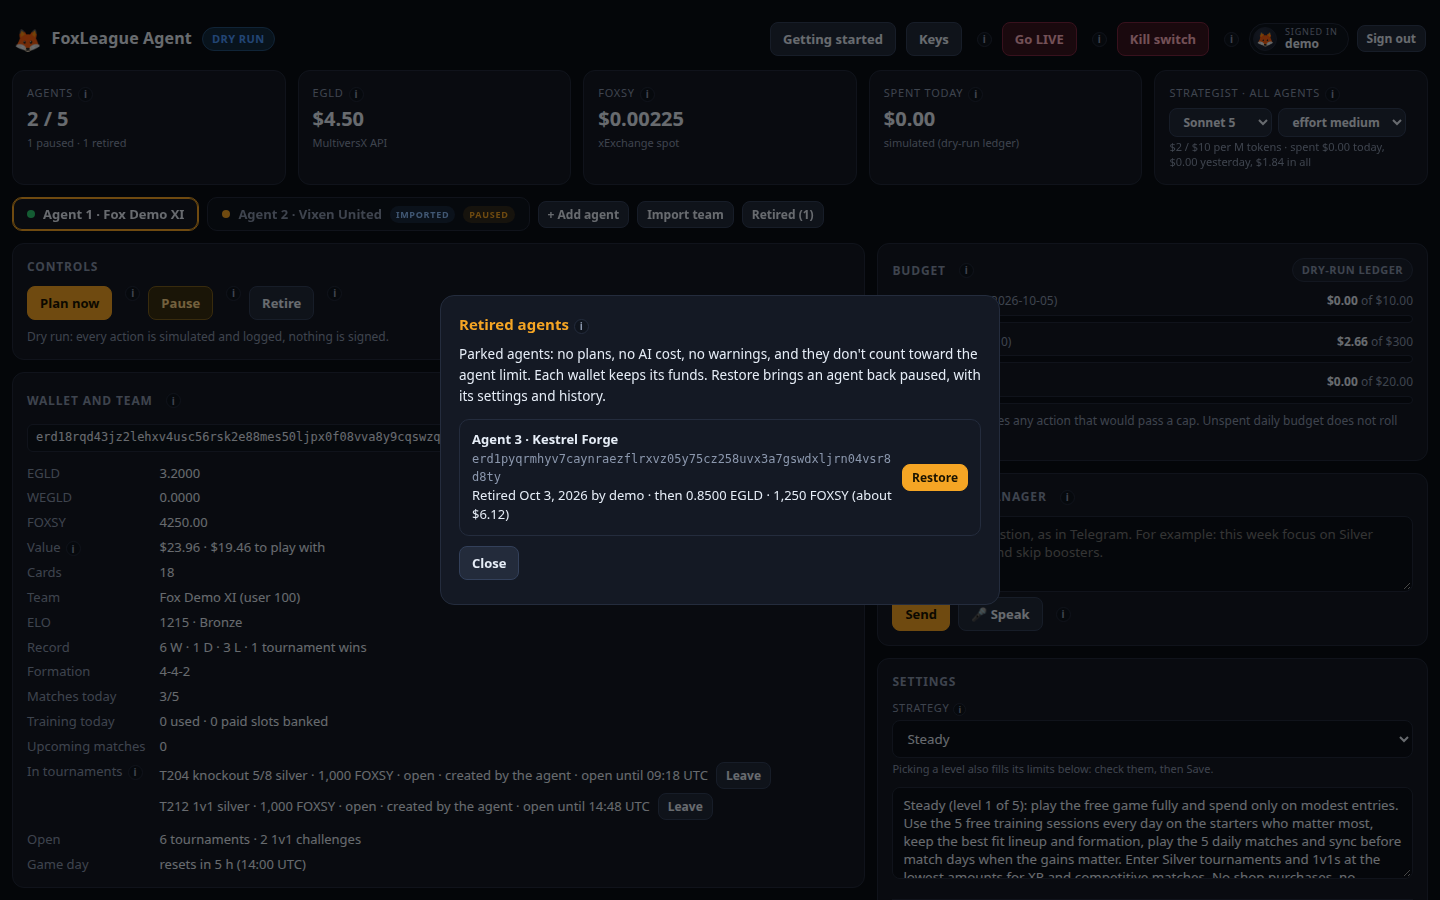 FoxLeague Agent DRY RUN Getting started Keys i Go LIVE i Kill switch i SIGNED IN demo Sign out
AGENTS i
2 / 5
1 paused · 1 retired
EGLD i
$4.50
MultiversX API
FOXSY i
$0.00225
xExchange spot
SPENT TODAY i
$0.00
simulated (dry-run ledger)
STRATEGIST · ALL AGENTS i
Sonnet 5 effort medium
$2 / $10 per M tokens · spent $0.00 today,
$0.00 yesterday, $1.84 in all
Agent 1 · Fox Demo XI Agent 2 · Vixen United IMPORTED PAUSED + Add agent Import team Retired (1)
CONTROLS
Plan now i Pause i Retire i
Dry run: every action is simulated and logged, nothing is signed.
WALLET AND TEAM i
erd18rqd43jz2lehxv4usc56rsk2e88mes50ljpx0f08vva8y9cqswzq
EGLD 3.2000
WEGLD 0.0000
FOXSY 4250.00
Value i $23.96 · $19.46 to play with
Cards 18
Team Fox Demo XI (user 100)
ELO 1215 · Bronze
Record 6 W · 1 D · 3 L · 1 tournament wins
Formation 4-4-2
Matches today 3/5
Training today 0 used · 0 paid slots banked
Upcoming matches 0
In tournaments i T204 knockout 5/8 silver · 1,000 FOXSY · open · created by the agent · open until 09:18 UTC Leave
T212 1v1 silver · 1,000 FOXSY · open · created by the agent · open until 14:48 UTC Leave
Open 6 tournaments · 2 1v1 challenges
Game day resets in 5 h (14:00 UTC)
Retired agents i
Parked agents: no plans, no AI cost, no warnings, and they don't count toward the
agent limit. Each wallet keeps its funds. Restore brings an agent back paused, with
its settings and history.
Agent 3 · Kestrel Forge
erd1pyqrmhyv7caynraezflrxvz05y75cz258uvx3a7gswdxljrn04vsr8
d8ty
Retired Oct 3, 2026 by demo · then 0.8500 EGLD · 1,250 FOXSY (about
$6.12)
Restore
Close
BUDGET i DRY-RUN LEDGER
2026-10-05) $0.00 of $10.00
0) $2.66 of $300
$0.00 of $20.00
es any action that would pass a cap. Unspent daily budget does not roll
NAGER i
stion, as in Telegram. For example: this week focus on Silver
nd skip boosters.
Send 🎤 Speak i
SETTINGS
STRATEGY i
Steady
Picking a level also fills its limits below: check them, then Save.
Steady (level 1 of 5): play the free game fully and spend only on modest entries.
Use the 5 free training sessions every day on the starters who matter most,
keep the best fit lineup and formation, play the 5 daily matches and sync before
match days when the gains matter. Enter Silver tournaments and 1v1s at the
lowest amounts for XP and competitive matches. No shop purchases, no